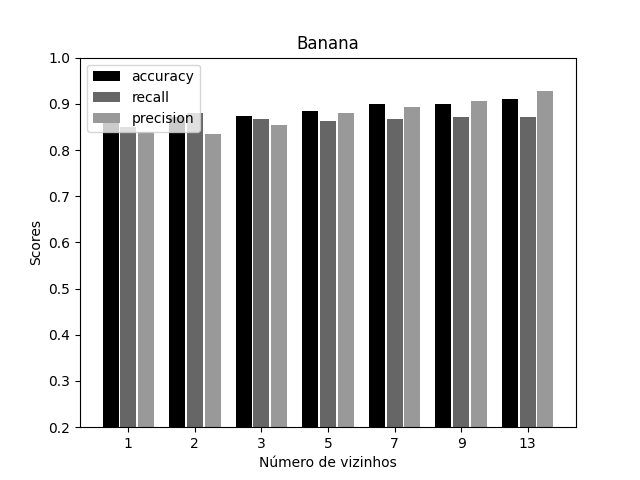 Banana
1.0
0.9
0.8
0.7
0.6
0.5
0.4
0.3
0.2
Scores
accuracy
recall
precision
1 2 3 5 7 9 13
Número de vizinhos